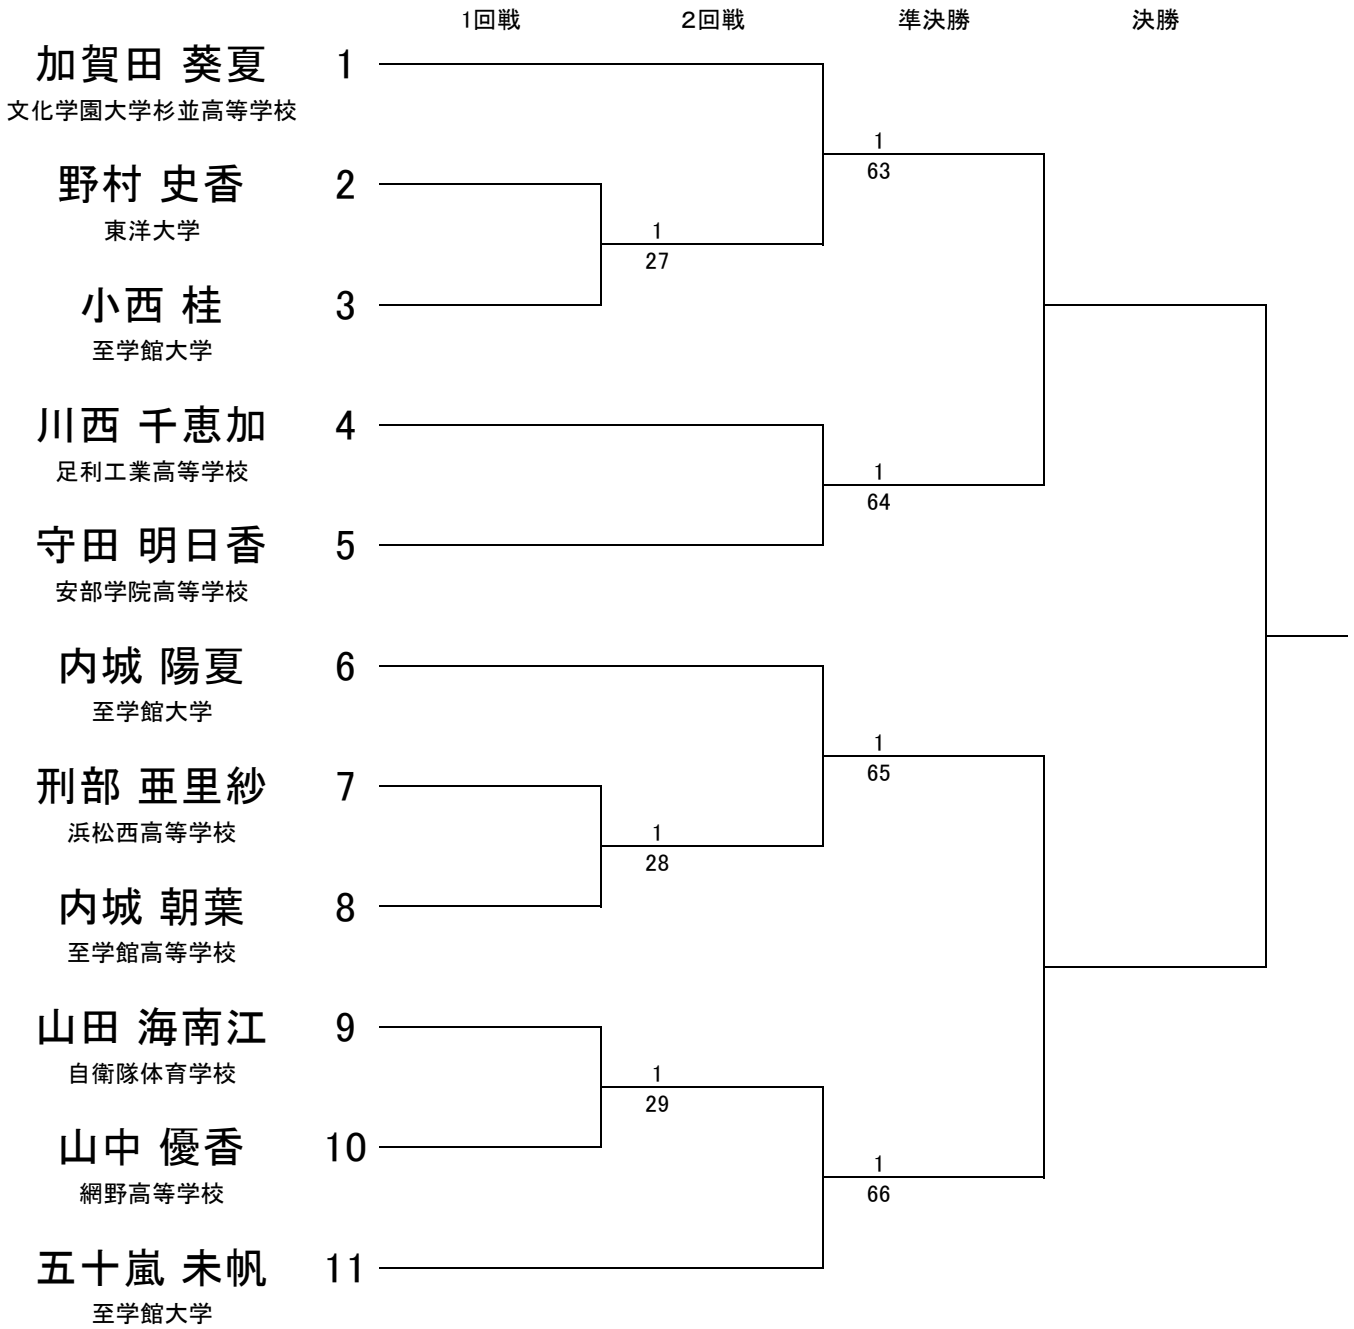 1回戦 2回戦 準決勝 決勝
加賀田 葵夏 1
文化学園大学杉並高等学校
1
63
野村 史香 2
東洋大学
1
27
小西 桂 3
至学館大学
川西 千恵加 4
足利工業高等学校
1
64
守田 明日香 5
安部学院高等学校
内城 陽夏 6
至学館大学
1
65
刑部 亜里紗 7
浜松西高等学校
1
28
内城 朝葉 8
至学館高等学校
山田 海南江 9
自衛隊体育学校
1
29
山中 優香 10
網野高等学校
1
66
五十嵐 未帆 11
至学館大学